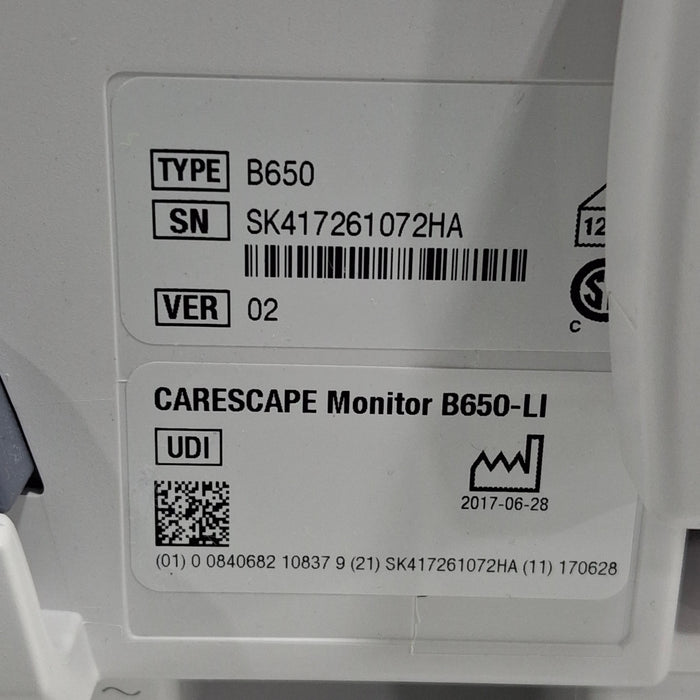 TYPE B650
SN SK417261072HA
12
VER 02
C
CARESCAPE Monitor B650-LI
UDI
2017-06-28
(01) 0 0840682 10837 9 (21) SK417261072HA (11) 170628